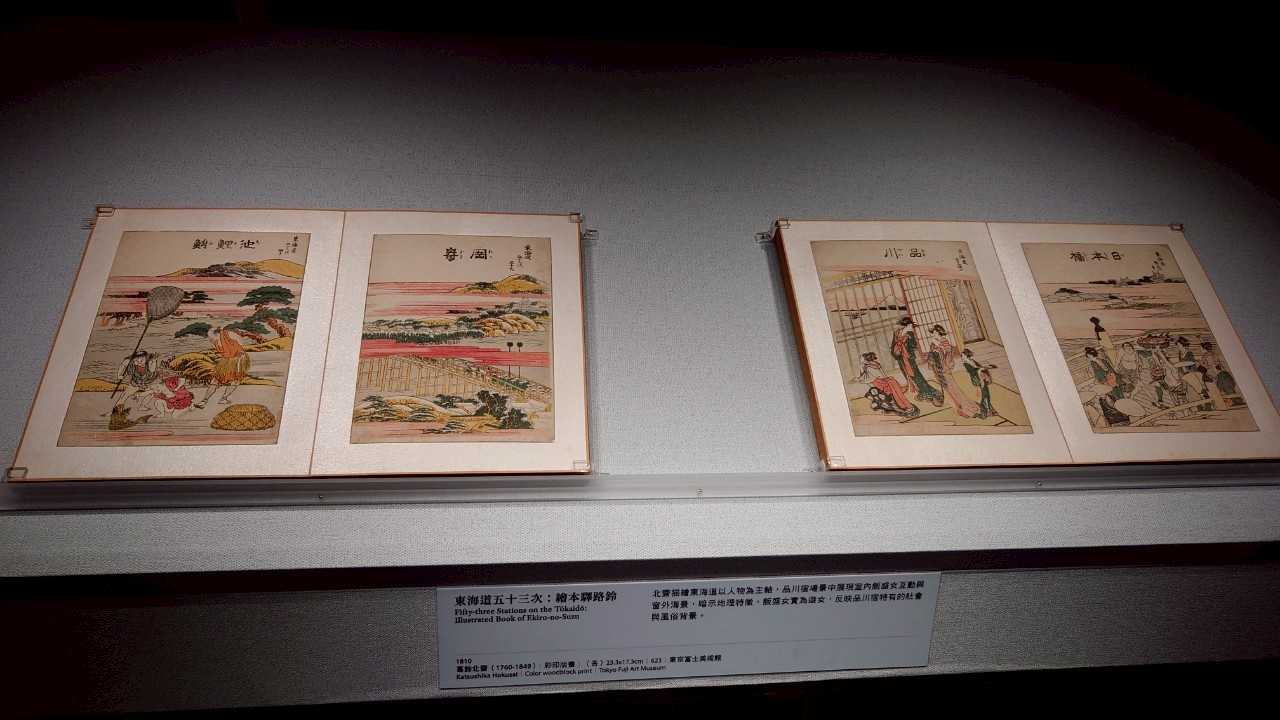 池鯉鮒
岡崎
品川
日本橋
東海道五十三次：繪本驛路鈴
Fifty-three Stations on the Tōkaidō:
Illustrated Book of Ekiro-no-Suzu
1810
葛飾北齋（1760-1849）｜彩印版畫｜（各）23.3x17.3cm｜623｜東京富士美術館
Katsushika Hokusai｜Color woodblock print｜Tokyo Fuji Art Museum
北齋描繪東海道以人物為主軸，品川宿場景中展現室內飯盛女互動與
窗外海景，暗示地理特徵。飯盛女實為遊女，反映品川宿特有的社會
與風俗背景。